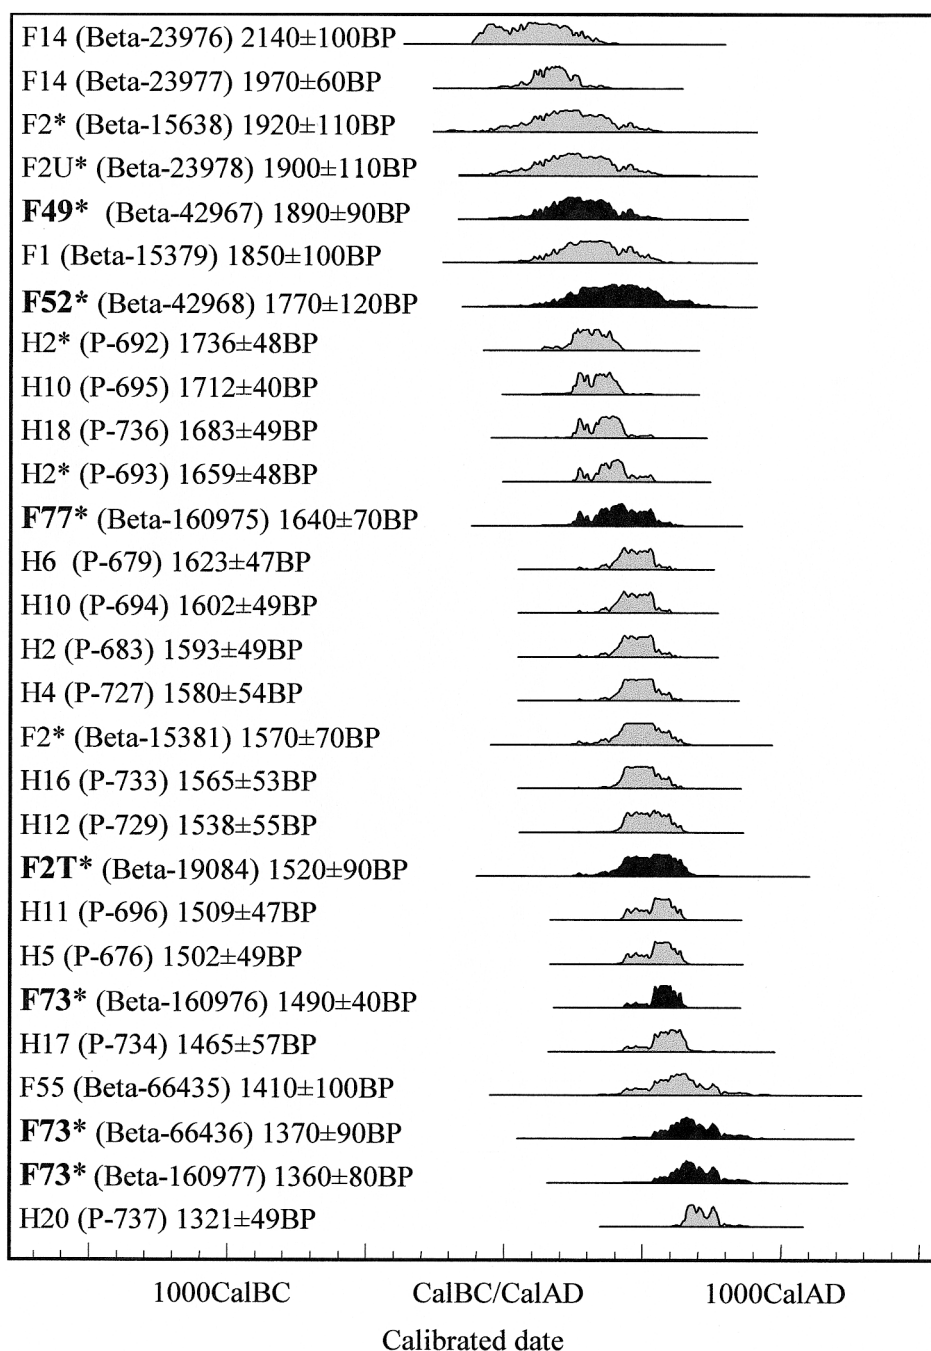 F14 (Beta-23976) 2140±100BP
F14 (Beta-23977) 1970±60BP
F2* (Beta-15638) 1920±110BP
F2U* (Beta-23978) 1900±110BP
F49* (Beta-42967) 1890±90BP
F1 (Beta-15379) 1850±100BP
F52* (Beta-42968) 1770±120BP
H2* (P-692) 1736±48BP
H10 (P-695) 1712±40BP
H18 (P-736) 1683±49BP
H2* (P-693) 1659±48BP
F77* (Beta-160975) 1640±70BP
H6 (P-679) 1623±47BP
H10 (P-694) 1602±49BP
H2 (P-683) 1593±49BP
H4 (P-727) 1580±54BP
F2* (Beta-15381) 1570±70BP
H16 (P-733) 1565±53BP
H12 (P-729) 1538±55BP
F2T* (Beta-19084) 1520±90BP
H11 (P-696) 1509±47BP
H5 (P-676) 1502±49BP
F73* (Beta-160976) 1490±40BP
H17 (P-734) 1465±57BP
F55 (Beta-66435) 1410±100BP
F73* (Beta-66436) 1370±90BP
F73* (Beta-160977) 1360±80BP
H20 (P-737) 1321±49BP
1000CalBC CalBC/CalAD 1000CalAD
Calibrated date